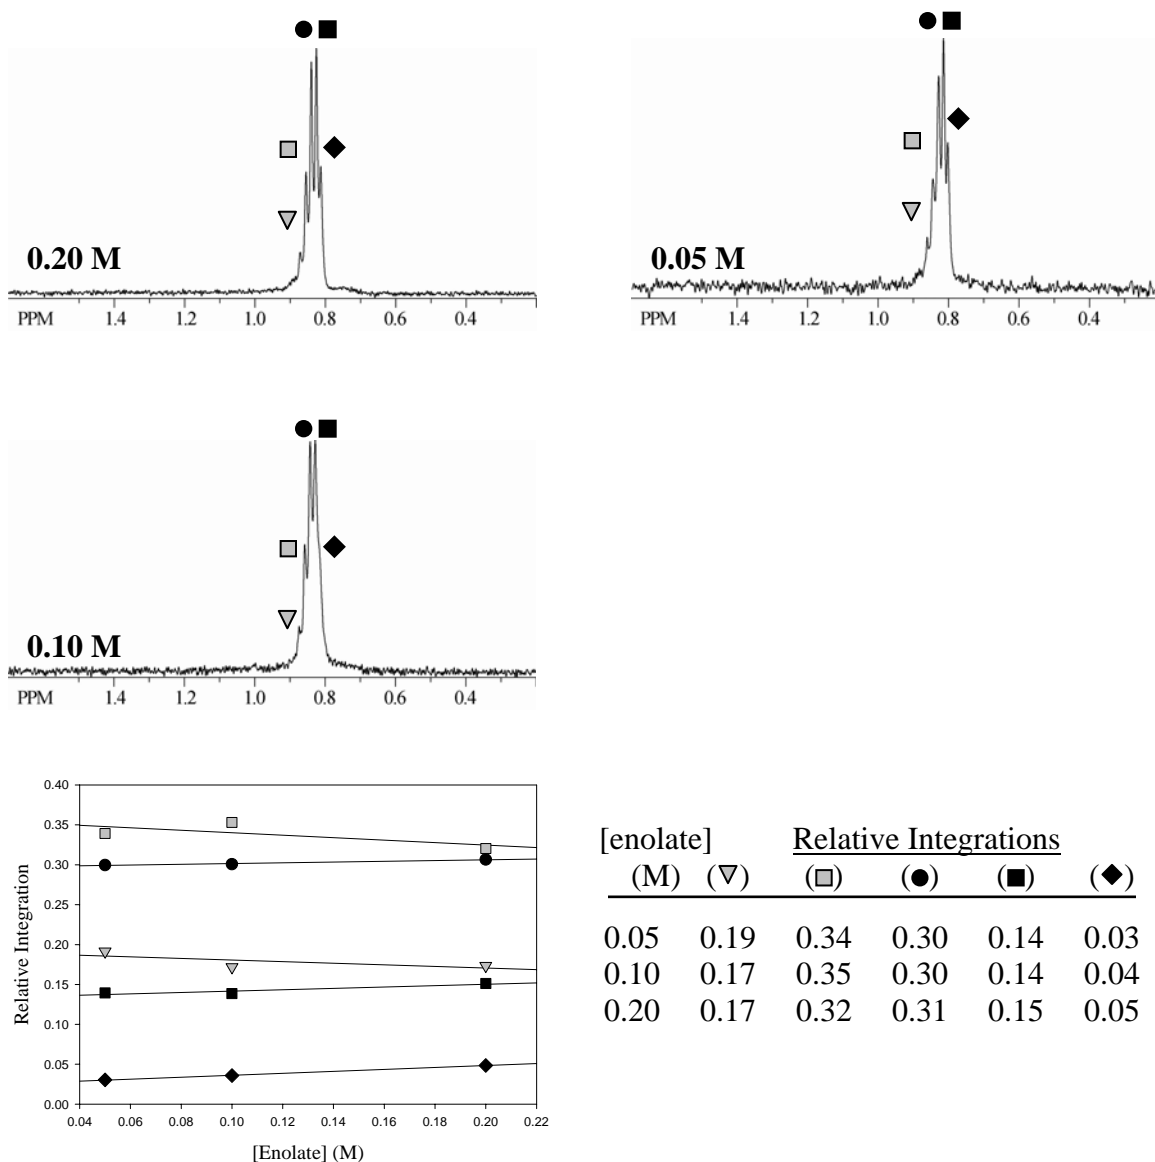 0.20 M
PPM 1.4 1.2 1.0 0.8 0.6 0.4
0.05 M
PPM 1.4 1.2 1.0 0.8 0.6 0.4
0.10 M
PPM 1.4 1.2 1.0 0.8 0.6 0.4
Relative Integration
0.40
0.35
0.30
0.25
0.20
0.15
0.10
0.05
0.00
0.04 0.06 0.08 0.10 0.12 0.14 0.16 0.18 0.20 0.22
[Enolate] (M)
[enolate] Relative Integrations
(M) (▽) (□) (●) (■) (◆)
0.05 0.19 0.34 0.30 0.14 0.03
0.10 0.17 0.35 0.30 0.14 0.04
0.20 0.17 0.32 0.31 0.15 0.05